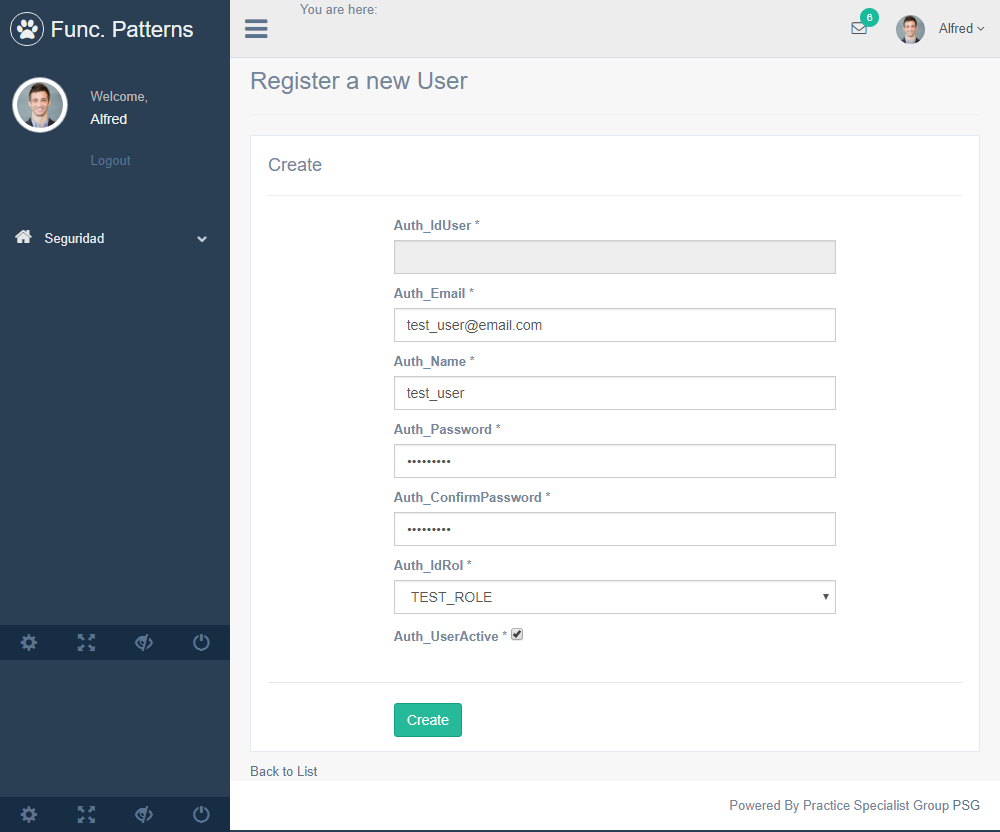 Func. Patterns
Welcome,
Alfred
Logout
Seguridad
You are here:
6
Alfred
Register a new User
Create
Auth_IdUser *
Auth_Email *
test_user@email.com
Auth_Name *
test_user
Auth_Password *
•••••••••
Auth_ConfirmPassword *
•••••••••
Auth_IdRol *
TEST_ROLE
Auth_UserActive *
Create
Back to List
Powered By Practice Specialist Group PSG